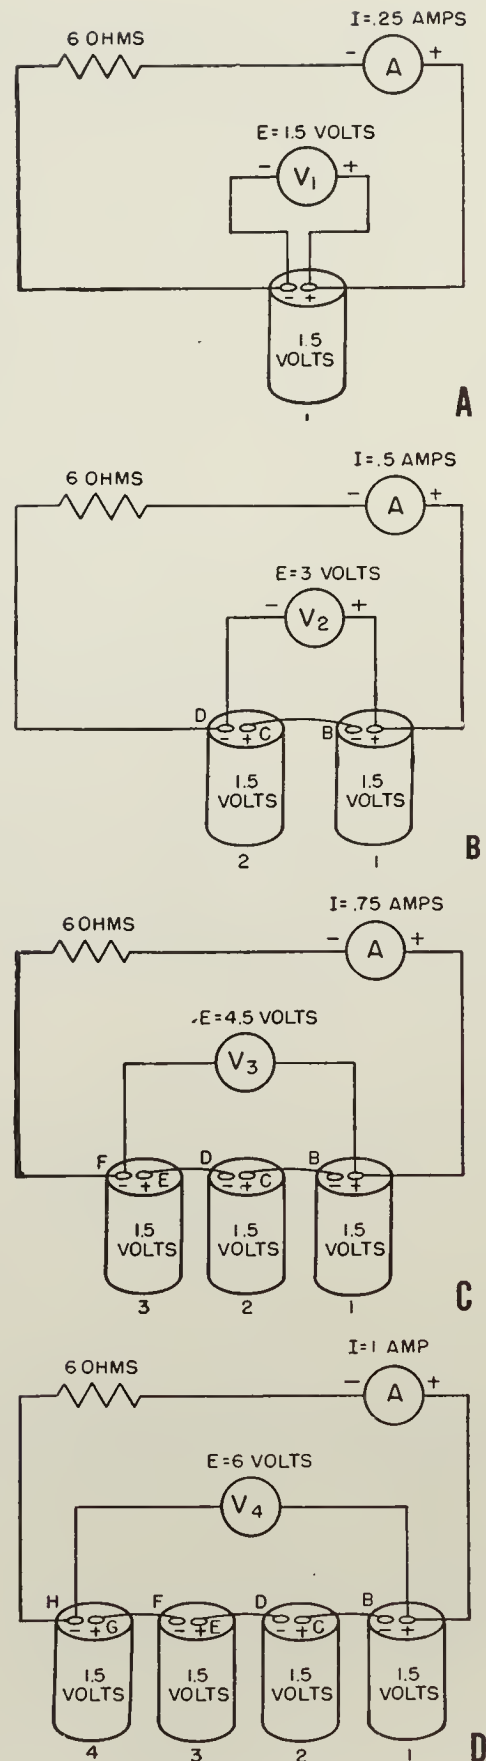 I=.25 AMPS
6 OHMS
- A +
E=1.5 VOLTS
- V1 +
- +
1.5
VOLTS
1
A
I=.5 AMPS
6 OHMS
- A +
E=3 VOLTS
- V2 +
D - + C B - +
1.5 VOLTS 1.5 VOLTS
2 1
B
I=.75 AMPS
6 OHMS
- A +
E=4.5 VOLTS
V3
F - + E D - + C B - +
1.5 VOLTS 1.5 VOLTS 1.5 VOLTS
3 2 1
C
I=1 AMP
6 OHMS
- A +
E=6 VOLTS
V4
H - + G F - + E D - + C B - +
1.5 VOLTS 1.5 VOLTS 1.5 VOLTS 1.5 VOLTS
4 3 2 1
D